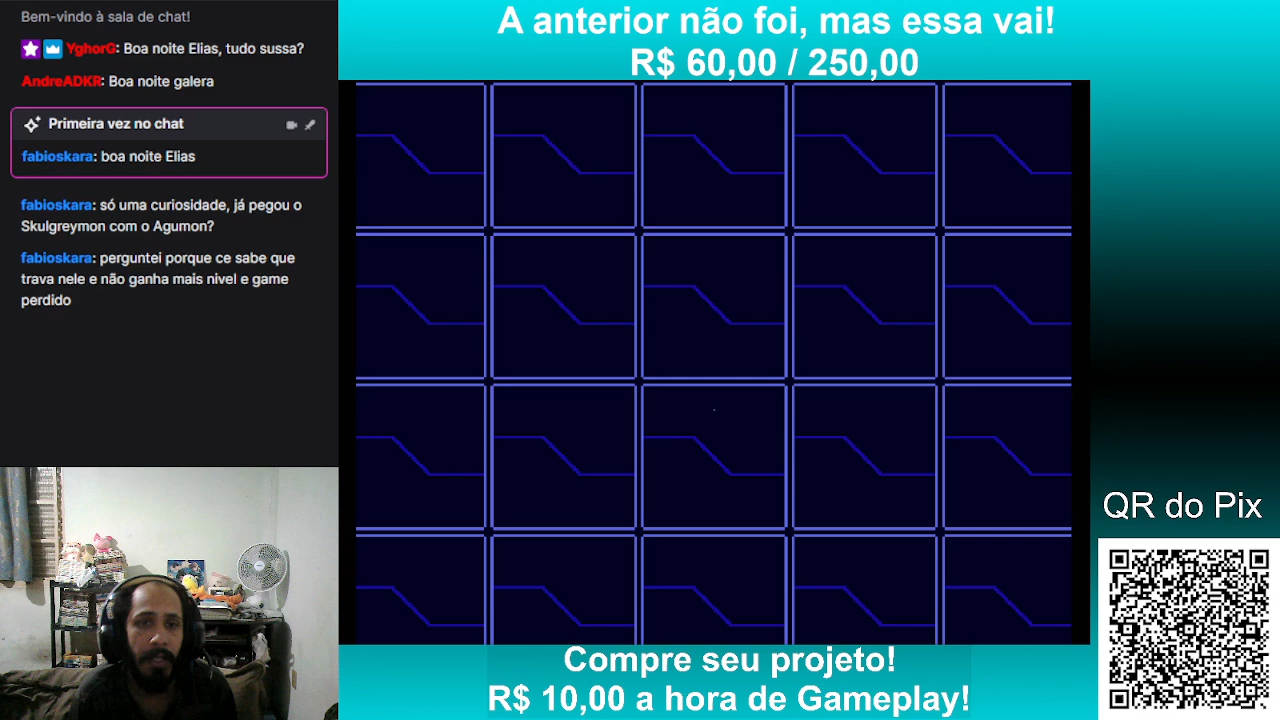 Bem-vindo à sala de chat!
YghorG: Boa noite Elias, tudo sussa?
AndreADKR: Boa noite galera
Primeira vez no chat
fabioskara: boa noite Elias
fabioskara: só uma curiosidade, já pegou o
Skulgreymon com o Agumon?
fabioskara: perguntei porque ce sabe que
trava nele e não ganha mais nivel e game
perdido
A anterior não foi, mas essa vai!
R$ 60,00 / 250,00
QR do Pix
Compre seu projeto!
R$ 10,00 a hora de Gameplay!